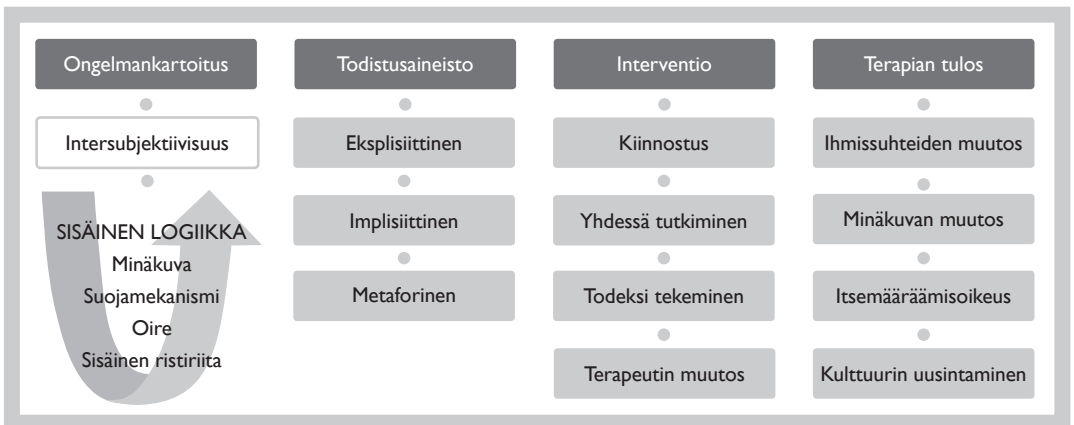 Ongelmankartoitus
Intersubjektiivisuus
SISÄINEN LOGIIKKA
Minäkuva
Suojamekanismi
Oire
Sisäinen ristiriita
Todistusaineisto
Eksplisiittinen
Implisiittinen
Metaforinen
Interventio
Kiinnostus
Yhdessä tutkiminen
Todeksi tekeminen
Terapeutin muutos
Terapian tulos
Ihmissuhteiden muutos
Minäkuvan muutos
Itsemääräämisoikeus
Kulttuurin uusintaminen